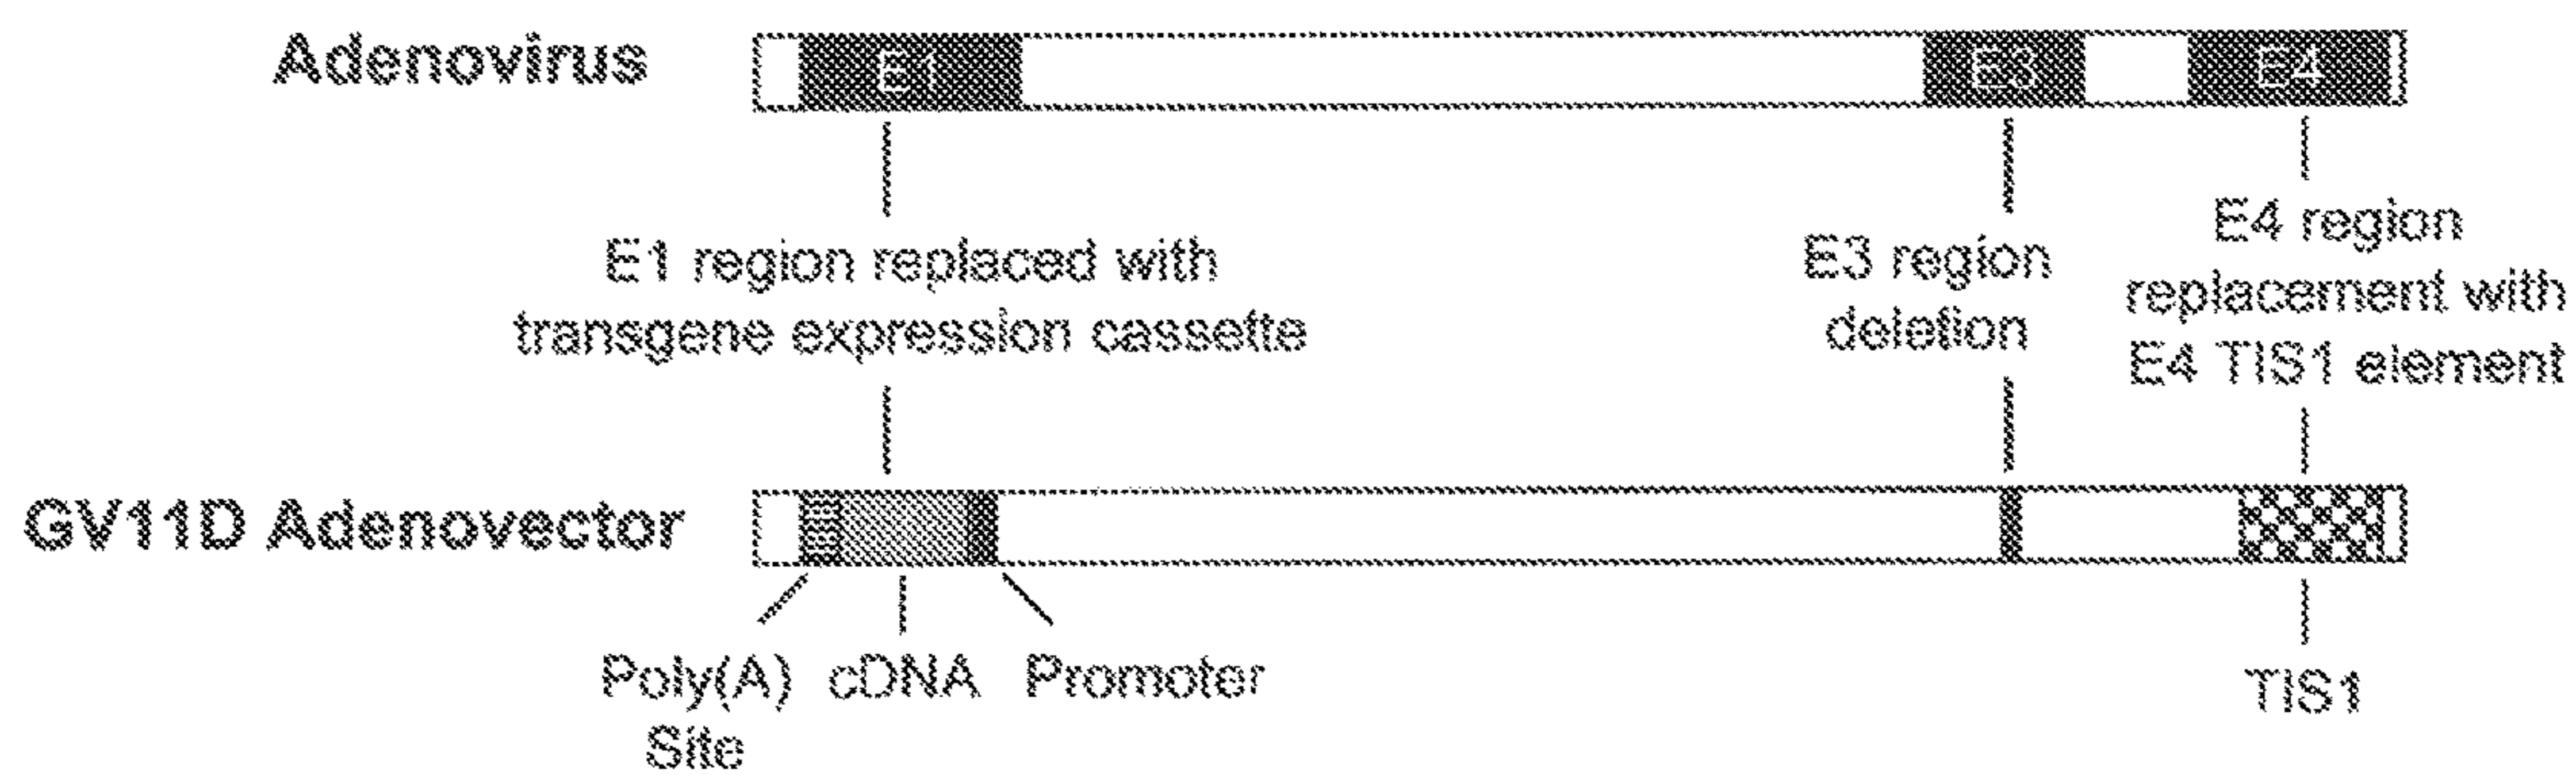 Adenovirus
E1
E3
E4
E1 region replaced with
transgene expression cassette
E3 region
deletion
E4 region
replacement with
E4 TIS1 element
GV11D Adenovector
Poly(A)
Site
cDNA
Promoter
TIS1